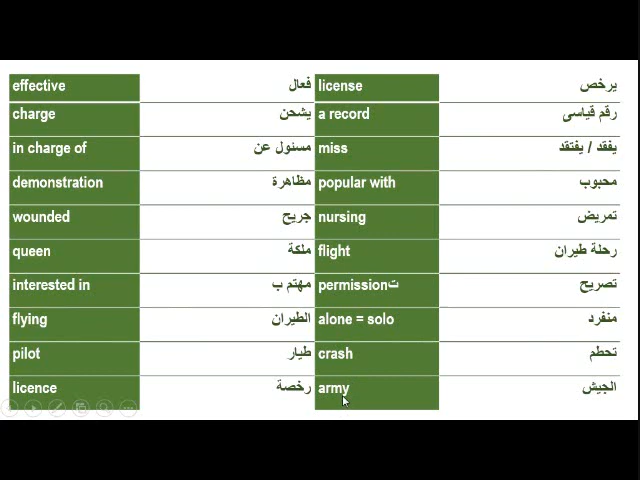 effective فعال license يرخص
charge يشحن a record رقم قياسى
in charge of مسئول عن miss يفقد / يفتقد
demonstration مظاهرة popular with محبوب
wounded جريح nursing تمريض
queen ملكة flight رحلة طيران
interested in مهتم ب permissionت تصريح
flying الطيران alone = solo منفرد
pilot طيار crash تحطم
licence رخصة army الجيش